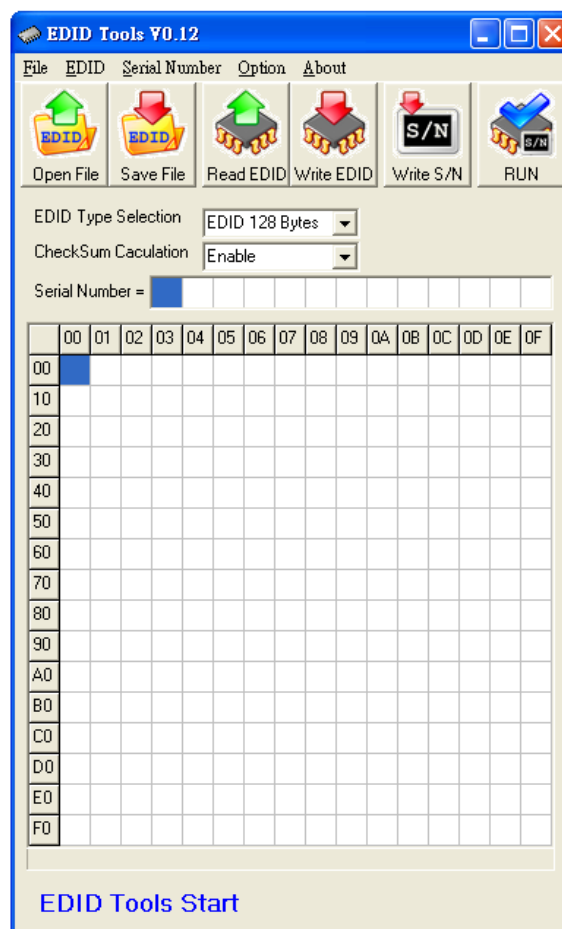 EDID Tools V0.12
File EDID Serial Number Option About
EDID EDID S/N S/N
Open File Save File Read EDID Write EDID Write S/N RUN
EDID Type Selection EDID 128 Bytes
CheckSum Caculation Enable
Serial Number =
00 01 02 03 04 05 06 07 08 09 0A 0B 0C 0D 0E 0F
00
10
20
30
40
50
60
70
80
90
A0
B0
C0
D0
E0
F0
EDID Tools Start